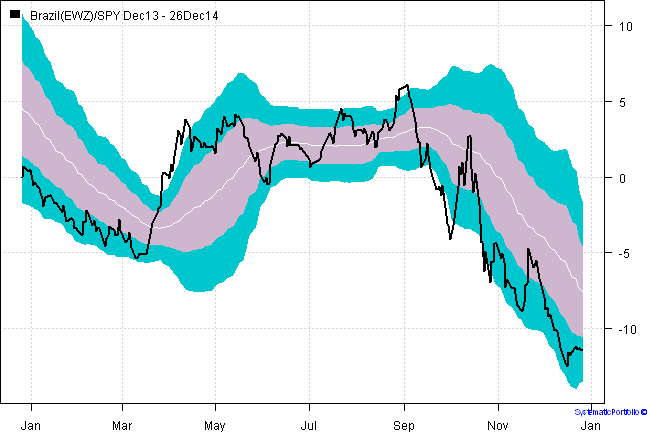 Brazil(EWZ)/SPY Dec13 - 26Dec14
10
5
0
-5
-10
SystematicPortfolio ©
Jan Mar May Jul Sep Nov Jan